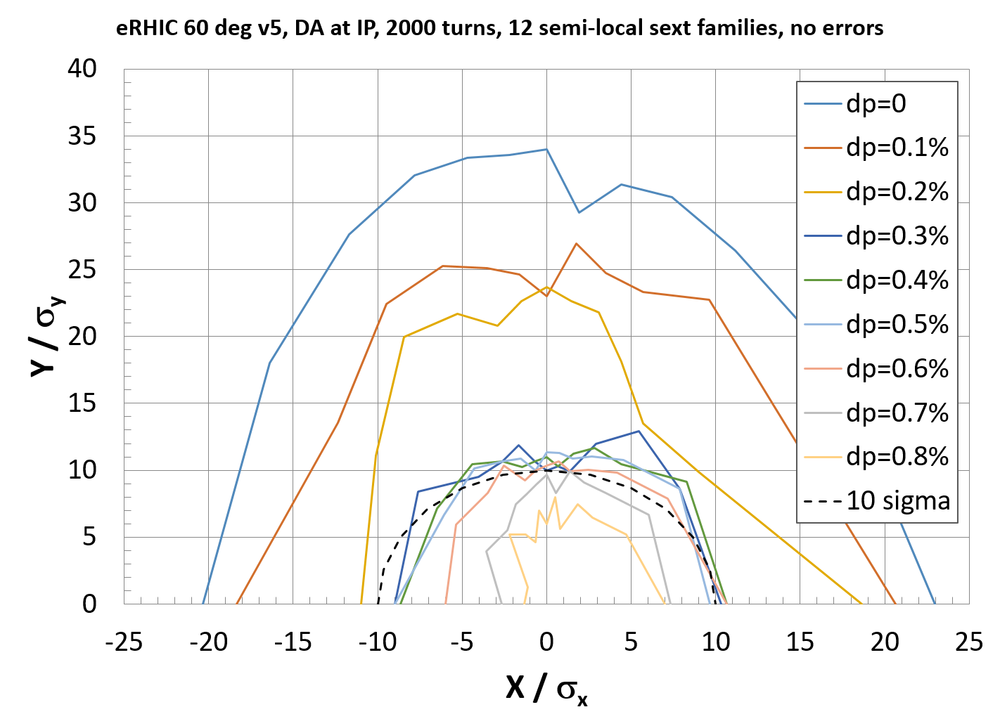 eRHIC 60 deg v5, DA at IP, 2000 turns, 12 semi-local sext families, no errors
40
35
30
25
20
15
10
5
0
Y / σy
-25 -20 -15 -10 -5 0 5 10 15 20 25
X / σx
dp=0
dp=0.1%
dp=0.2%
dp=0.3%
dp=0.4%
dp=0.5%
dp=0.6%
dp=0.7%
dp=0.8%
10 sigma